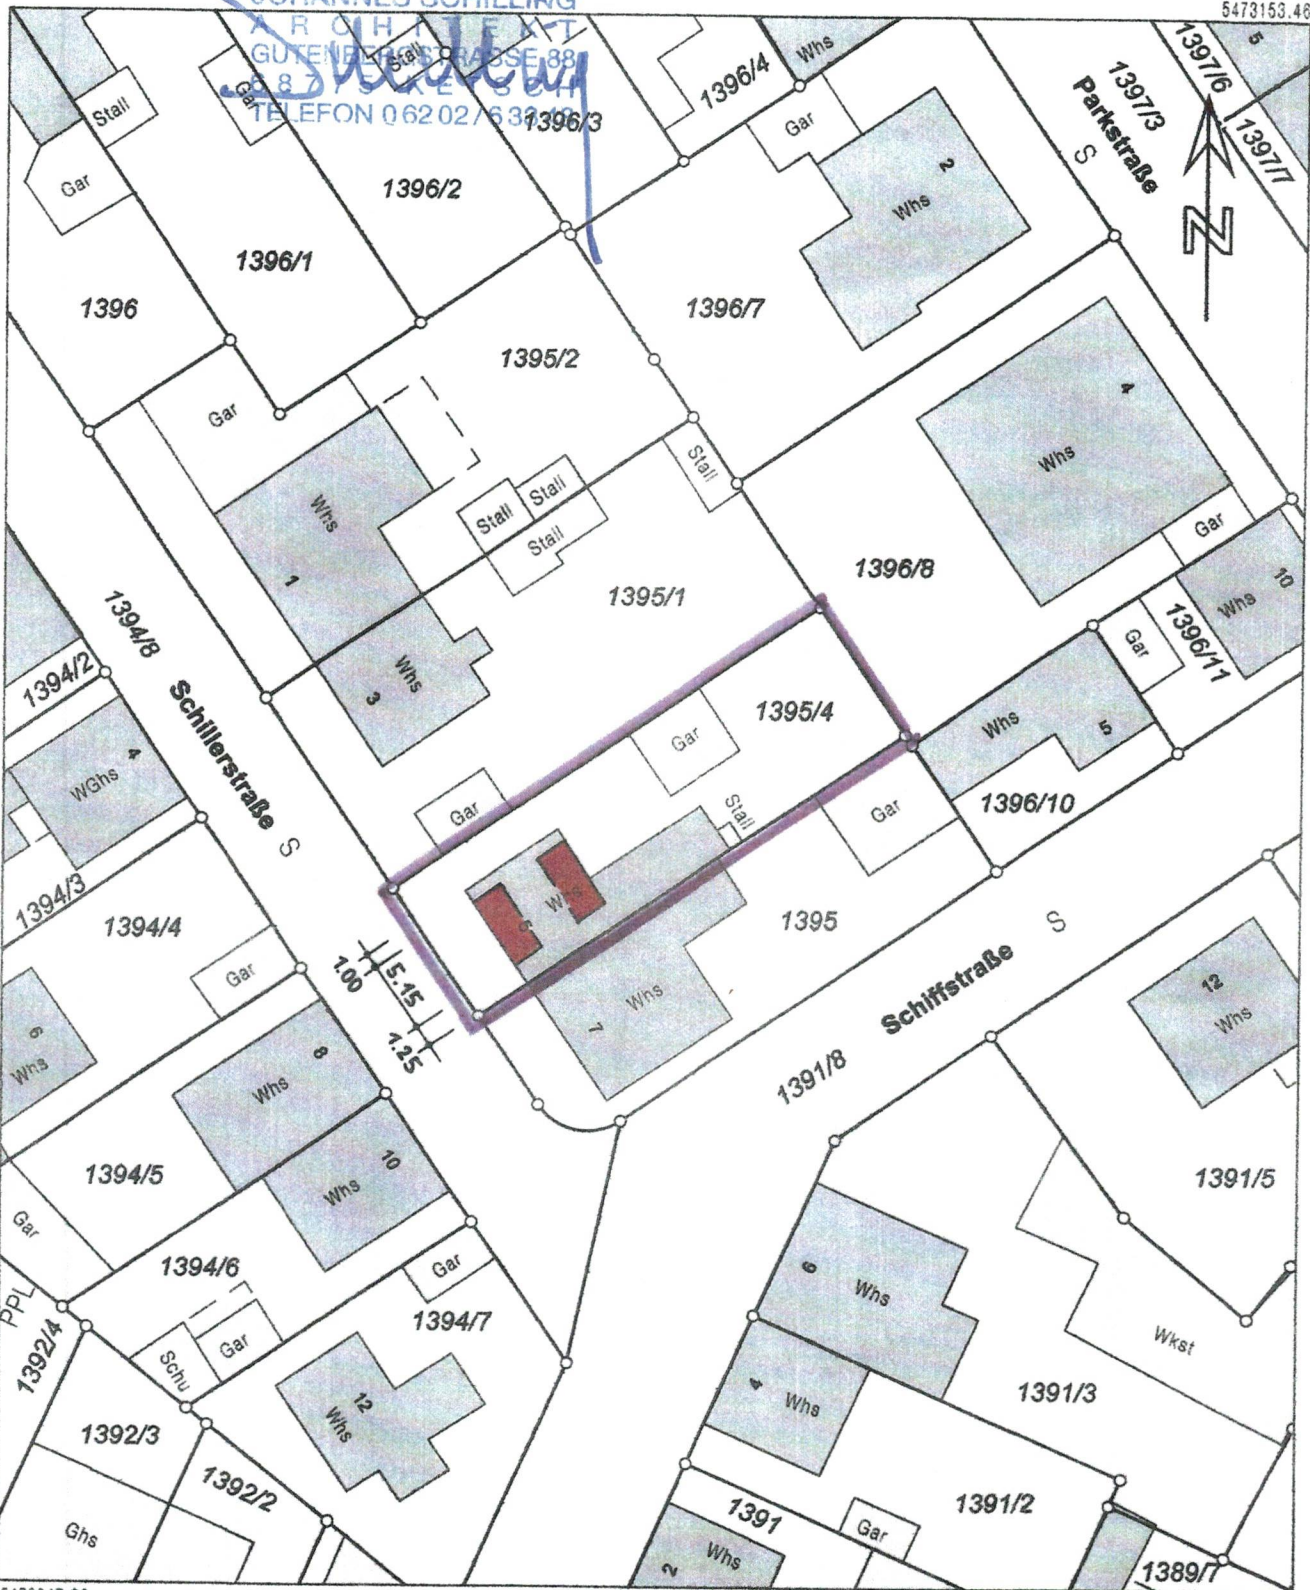 5473153.46
JOHANNES SCHILLING
ARCHITEKT
GUTENBERGSTRASSE 88
TELEFON 06202/63
Stall
Gar
Stall
Gar
1396/3
1396/4
Whs
1397/6
5
1397/3
Parkstraße
S
1397/7
N
Gar
2
Whs
1396/2
1396/1
1396
1395/2
1396/7
4
Whs
Gar
Gar
Whs
1
Stall
Stall
Stall
Stall
1395/1
1396/8
10
Whs
1396/11
Gar
1394/8
1394/2
Schillerstraße
S
3
Whs
4
WGhs
1395/4
Gar
Whs
5
1396/10
Gar
Stall
Gar
1394/3
1394/4
Whs
1395
1.00
5.15
1.25
Gar
Whs
7
Schiffstraße
S
12
Whs
6
Whs
8
Whs
1391/8
1394/5
10
Whs
1391/5
Gar
1394/6
Gar
6
Whs
PPL
1392/4
Schu
Gar
1394/7
Wkst
4
Whs
1391/3
12
Whs
1392/3
1392/2
1391
Gar
1391/2
Ghs
2
Whs
1389/7